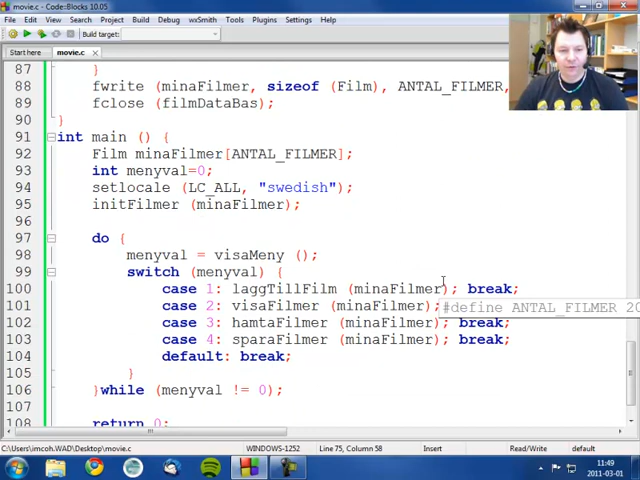 movie.c - Code::Blocks 10.05
File Edit View Search Project Build Debug wxSmith Tools Plugins Settings Help
Build target:
Start here movie.c
87 }
88 fwrite (minaFilmer, sizeof (Film), ANTAL_FILMER,
89 fclose (filmDataBas);
90 }
91 int main () {
92 Film minaFilmer[ANTAL_FILMER];
93 int menyval=0;
94 setlocale (LC_ALL, "swedish");
95 initFilmer (minaFilmer);
96
97 do {
98 menyval = visaMeny ();
99 switch (menyval) {
100 case 1: laggTillFilm (minaFilmer); break;
101 case 2: visaFilmer (minaFilmer); #define ANTAL_FILMER 20
102 case 3: hamtaFilmer (minaFilmer); break;
103 case 4: sparaFilmer (minaFilmer); break;
104 default: break;
105 }
106 }while (menyval != 0);
107
108 return 0;
C:\Users\imcoh.WAD\Desktop\movie.c WINDOWS-1252 Line 75, Column 58 Insert Read/Write default
11:49
2011-03-01